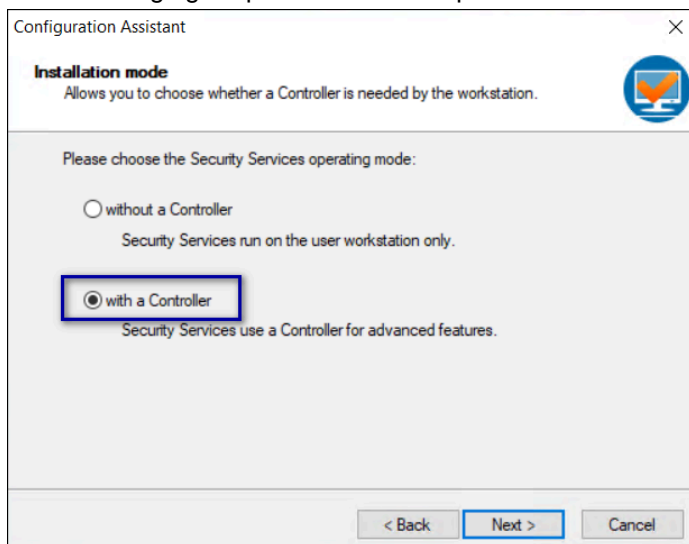 Configuration Assistant
Installation mode
Allows you to choose whether a Controller is needed by the workstation.
Please choose the Security Services operating mode:
without a Controller
Security Services run on the user workstation only.
with a Controller
Security Services use a Controller for advanced features.
< Back Next > Cancel